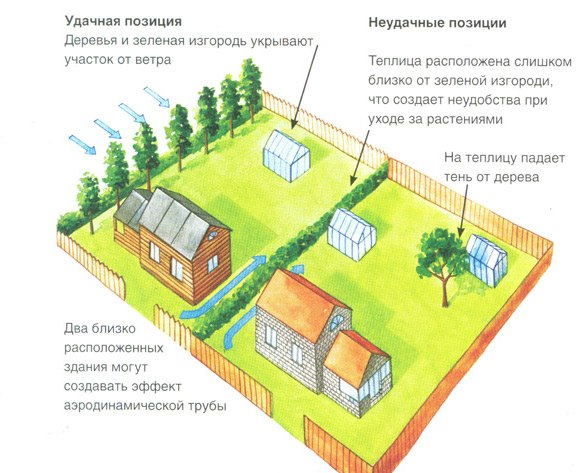 Удачная позиция
Деревья и зеленая изгородь укрывают
участок от ветра
Неудачные позиции
Теплица расположена слишком
близко от зеленой изгороди,
что создает неудобства при
уходе за растениями
На теплицу падает
тень от дерева
Два близко
расположенных
здания могут
создавать эффект
аэродинамической трубы